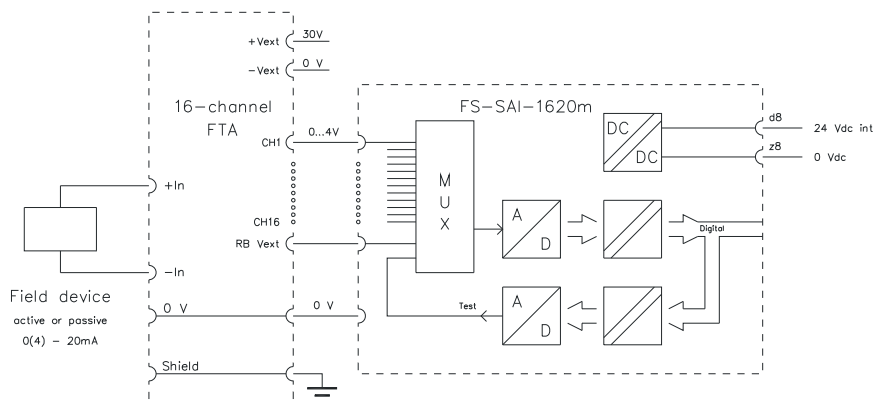 +Vext 30V
-Vext 0 V
16-channel
FTA
FS-SAI-1620m
CH1 0...4V
DC
DC
d8
24 Vdc int
z8
0 Vdc
M
U
X
+In
CH16
RB Vext
A
D
Digital
-In
Field device
active or passive
0(4) - 20mA
0 V
0 V
Test
A
D
Shield